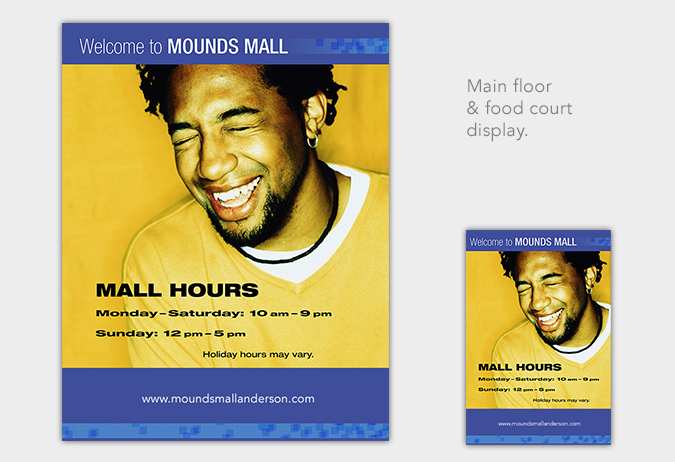 Welcome to MOUNDS MALL
MALL HOURS
Monday – Saturday: 10 am – 9 pm
Sunday: 12 pm – 5 pm
Holiday hours may vary.
www.moundsmallanderson.com
Main floor
& food court
display.
Welcome to MOUNDS MALL
MALL HOURS
Monday – Saturday: 10 am – 9 pm
Sunday: 12 pm – 5 pm
Holiday hours may vary.
www.moundsmallanderson.com